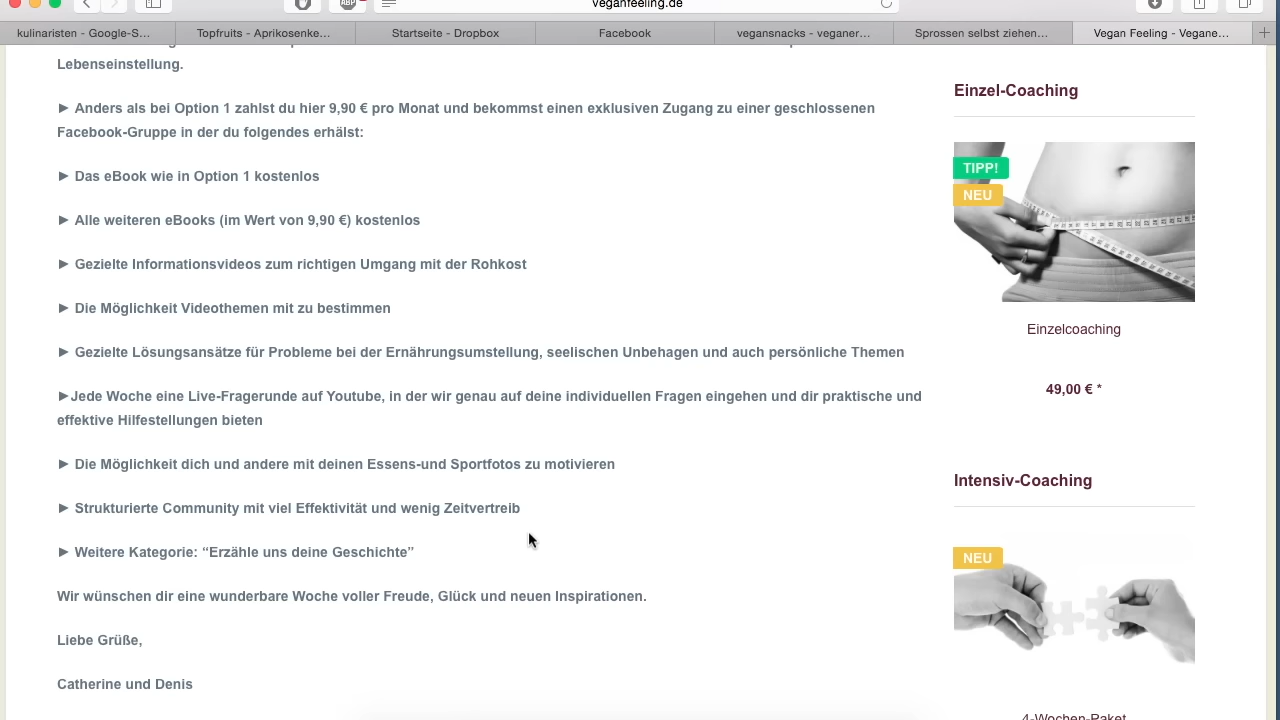 veganfeeling.de
kulinaristen - Google-S...
Topfruits - Aprikosenke...
Startseite - Dropbox
Facebook
vegansnacks - veganer...
Sprossen selbst ziehen...
Vegan Feeling - Vegane...
ABP
Lebenseinstellung.
► Anders als bei Option 1 zahlst du hier 9,90 € pro Monat und bekommst einen exklusiven Zugang zu einer geschlossenen
Facebook-Gruppe in der du folgendes erhälst:
► Das eBook wie in Option 1 kostenlos
► Alle weiteren eBooks (im Wert von 9,90 €) kostenlos
► Gezielte Informationsvideos zum richtigen Umgang mit der Rohkost
► Die Möglichkeit Videothemen mit zu bestimmen
► Gezielte Lösungsansätze für Probleme bei der Ernährungsumstellung, seelischen Unbehagen und auch persönliche Themen
►Jede Woche eine Live-Fragerunde auf Youtube, in der wir genau auf deine individuellen Fragen eingehen und dir praktische und
effektive Hilfestellungen bieten
► Die Möglichkeit dich und andere mit deinen Essens-und Sportfotos zu motivieren
► Strukturierte Community mit viel Effektivität und wenig Zeitvertreib
► Weitere Kategorie: “Erzähle uns deine Geschichte”
Wir wünschen dir eine wunderbare Woche voller Freude, Glück und neuen Inspirationen.
Liebe Grüße,
Catherine und Denis
Einzel-Coaching
TIPP!
NEU
Einzelcoaching
49,00 € *
Intensiv-Coaching
NEU
4-Wochen-Paket